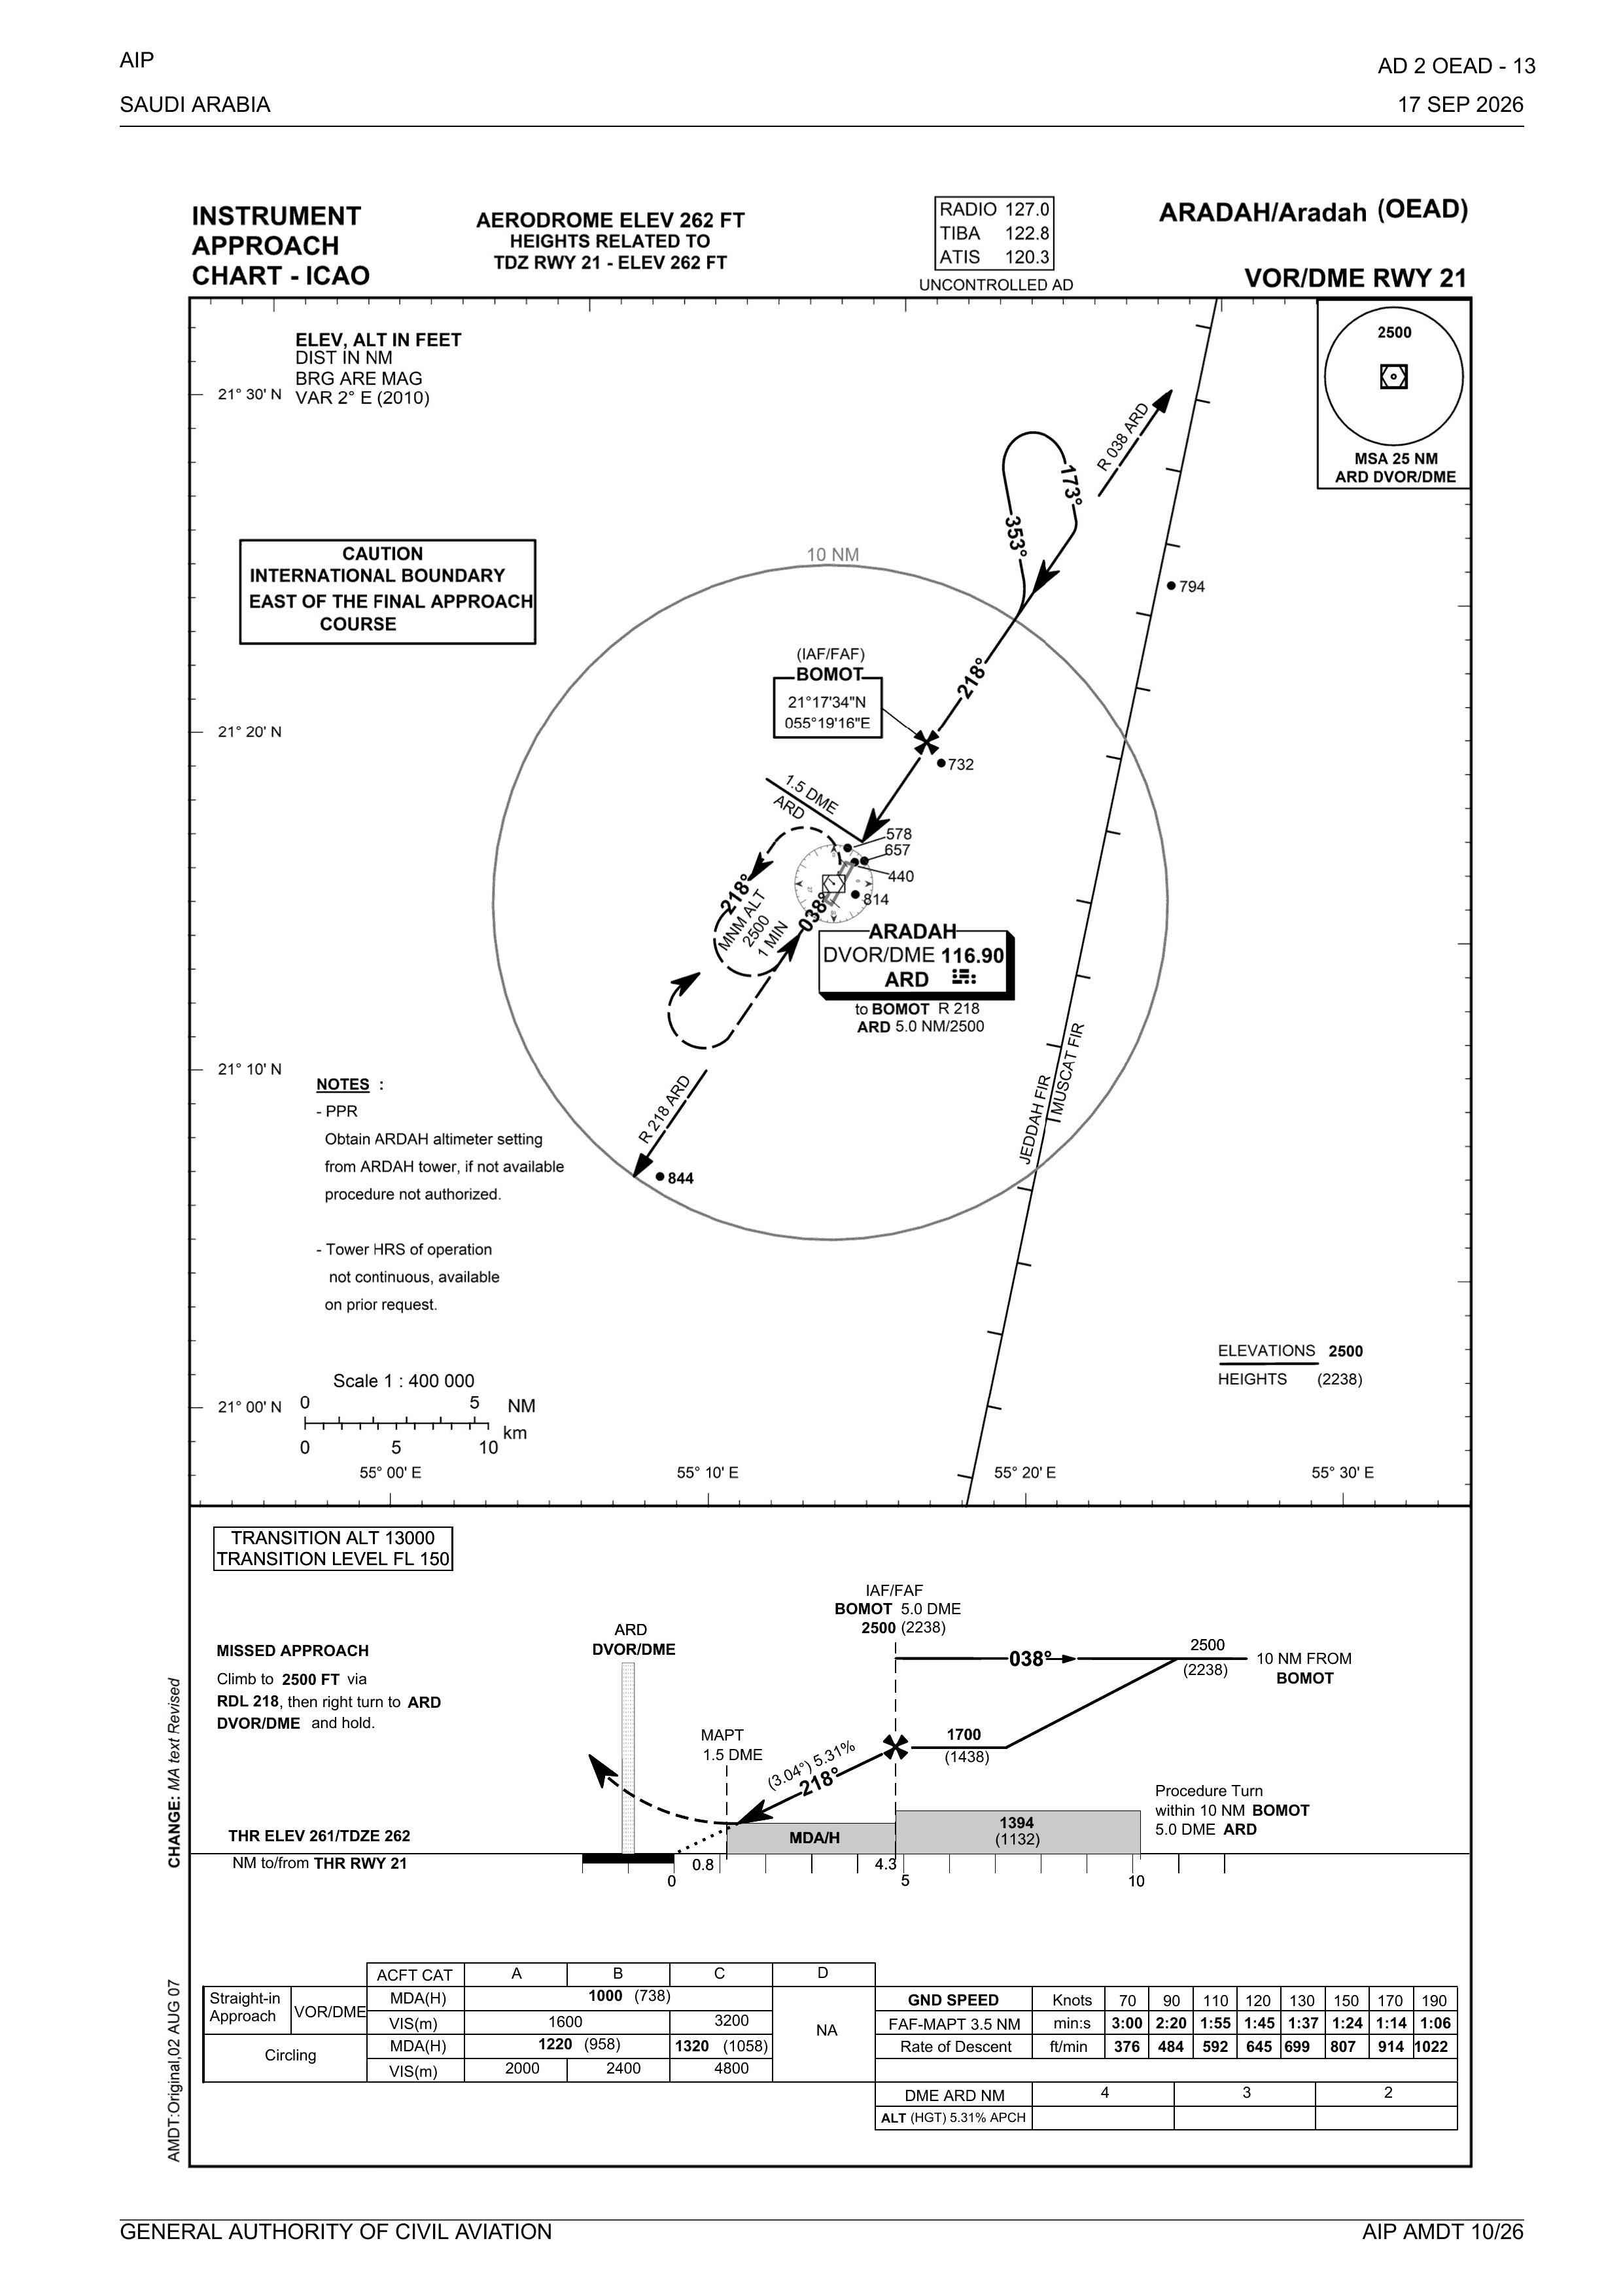 AIP
SAUDI ARABIA
AD 2 OEAD - 13
17 SEP 2026
INSTRUMENT
APPROACH
CHART - ICAO
AERODROME ELEV 262 FT
HEIGHTS RELATED TO
TDZ RWY 21 - ELEV 262 FT
RADIO 127.0
TIBA 122.8
ATIS 120.3
UNCONTROLLED AD
ARADAH/Aradah (OEAD)
VOR/DME RWY 21
ELEV, ALT IN FEET
DIST IN NM
BRG ARE MAG
VAR 2° E (2010)
2500
MSA 25 NM
ARD DVOR/DME
21° 30' N
21° 20' N
21° 10' N
21° 00' N
CAUTION
INTERNATIONAL BOUNDARY
EAST OF THE FINAL APPROACH
COURSE
R 038 ARD
173°
353°
10 NM
794
218°
(IAF/FAF)
BOMOT
21°17'34"N
055°19'16"E
732
1.5 DME
ARD
578
657
440
814
218°
MNM ALT
2500
1 MIN
038°
ARADAH
DVOR/DME 116.90
ARD
to BOMOT R 218
ARD 5.0 NM/2500
R 218 ARD
844
JEDDAH FIR
MUSCAT FIR
NOTES :
- PPR
Obtain ARDAH altimeter setting
from ARDAH tower, if not available
procedure not authorized.
- Tower HRS of operation
not continuous, available
on prior request.
ELEVATIONS 2500
HEIGHTS (2238)
Scale 1 : 400 000
0 5 NM
km
0 5 10
55° 00' E 55° 10' E 55° 20' E 55° 30' E
TRANSITION ALT 13000
TRANSITION LEVEL FL 150
MISSED APPROACH
Climb to 2500 FT via
RDL 218, then right turn to ARD
DVOR/DME and hold.
ARD
DVOR/DME
IAF/FAF
BOMOT 5.0 DME
2500 (2238)
038°
2500
(2238)
10 NM FROM
BOMOT
MAPT
1.5 DME
(3.04°) 5.31%
218°
1700
(1438)
Procedure Turn
within 10 NM BOMOT
5.0 DME ARD
MDA/H
1394
(1132)
THR ELEV 261/TDZE 262
NM to/from THR RWY 21
0.8 4.3
0 5 10
ACFT CAT A B C D
Straight-in
Approach
VOR/DME
MDA(H) 1000 (738)
VIS(m) 1600 3200
NA
Circling
MDA(H) 1220 (958) 1320 (1058)
VIS(m) 2000 2400 4800
GND SPEED Knots 70 90 110 120 130 150 170 190
FAF-MAPT 3.5 NM min:s 3:00 2:20 1:55 1:45 1:37 1:24 1:14 1:06
Rate of Descent ft/min 376 484 592 645 699 807 914 1022
DME ARD NM 4 3 2
ALT (HGT) 5.31% APCH
CHANGE: MA text Revised
AMDT:Original,02 AUG 07
GENERAL AUTHORITY OF CIVIL AVIATION
AIP AMDT 10/26